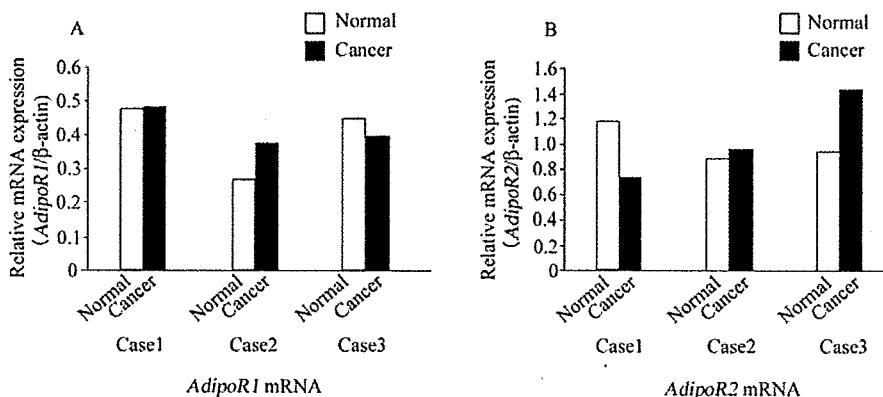 A
Normal
Cancer
Relative mRNA expression
(AdipoR1/β-actin)
0.6
0.5
0.4
0.3
0.2
0.1
0
Normal Cancer Normal Cancer Normal Cancer
Case1 Case2 Case3
AdipoR1 mRNA
B
Normal
Cancer
Relative mRNA expression
(AdipoR2/β-actin)
1.6
1.4
1.2
1.0
0.8
0.6
0.4
0.2
0
Normal Cancer Normal Cancer Normal Cancer
Case1 Case2 Case3
AdipoR2 mRNA